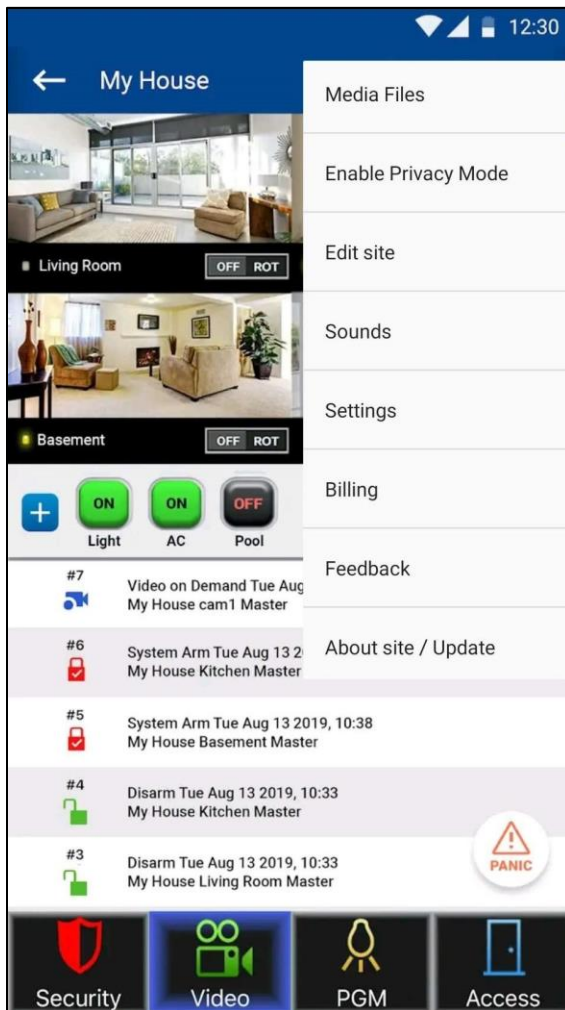 12:30
My House
Media Files
Enable Privacy Mode
Edit site
Sounds
Settings
Billing
Feedback
About site / Update
Living Room
OFF ROT
Basement
OFF ROT
ON
ON
OFF
Light
AC
Pool
#7
Video on Demand Tue Aug
My House cam1 Master
#6
System Arm Tue Aug 13 2
My House Kitchen Master
#5
System Arm Tue Aug 13 2019, 10:38
My House Basement Master
#4
Disarm Tue Aug 13 2019, 10:33
My House Kitchen Master
#3
Disarm Tue Aug 13 2019, 10:33
My House Living Room Master
PANIC
Security
Video
PGM
Access